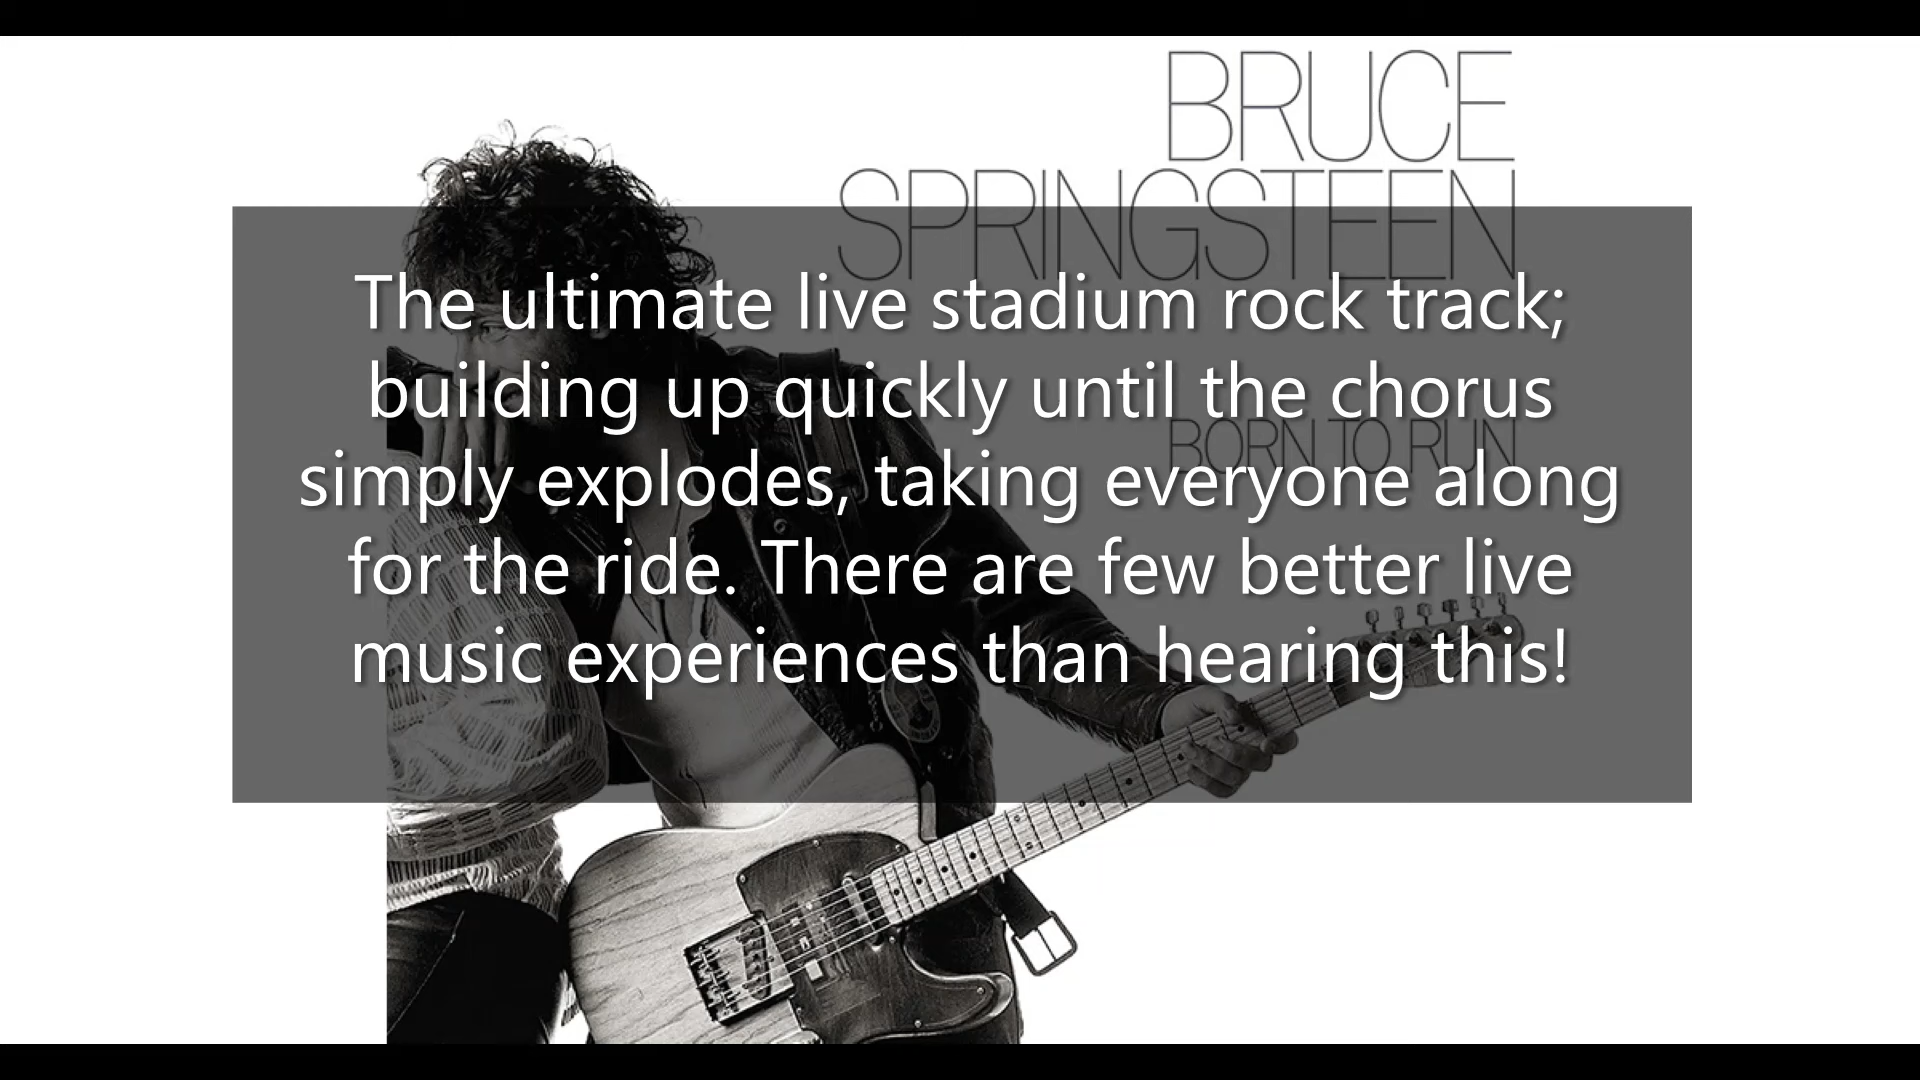 BRUCE
SPRINGSTEEN
The ultimate live stadium rock track;
building up quickly until the chorus
BORN TO RUN
simply explodes, taking everyone along
for the ride. There are few better live
music experiences than hearing this!